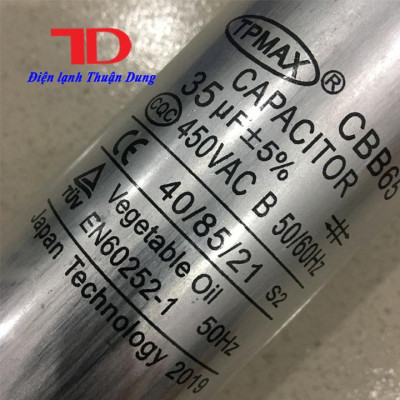 TD
Điện lạnh Thuận Dung
TPMAX ®
CAPACITOR CBB65
35 μF ±5% #
CQC 450VAC B 50/60Hz
CE 40/85/21 S2
TÜV Vegetable Oil
EN60252-1 50Hz
Japan Technology 2019